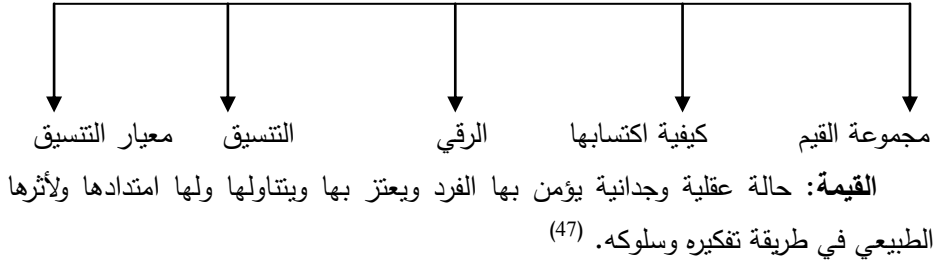 مجموعة القيم كيفية اكتسابها الرقي التنسيق معيار التنسيق
القيمة: حالة عقلية وجدانية يؤمن بها الفرد ويعتز بها ويتناولها ولها امتدادها ولأثرها
الطبيعي في طريقة تفكيره وسلوكه. (47)